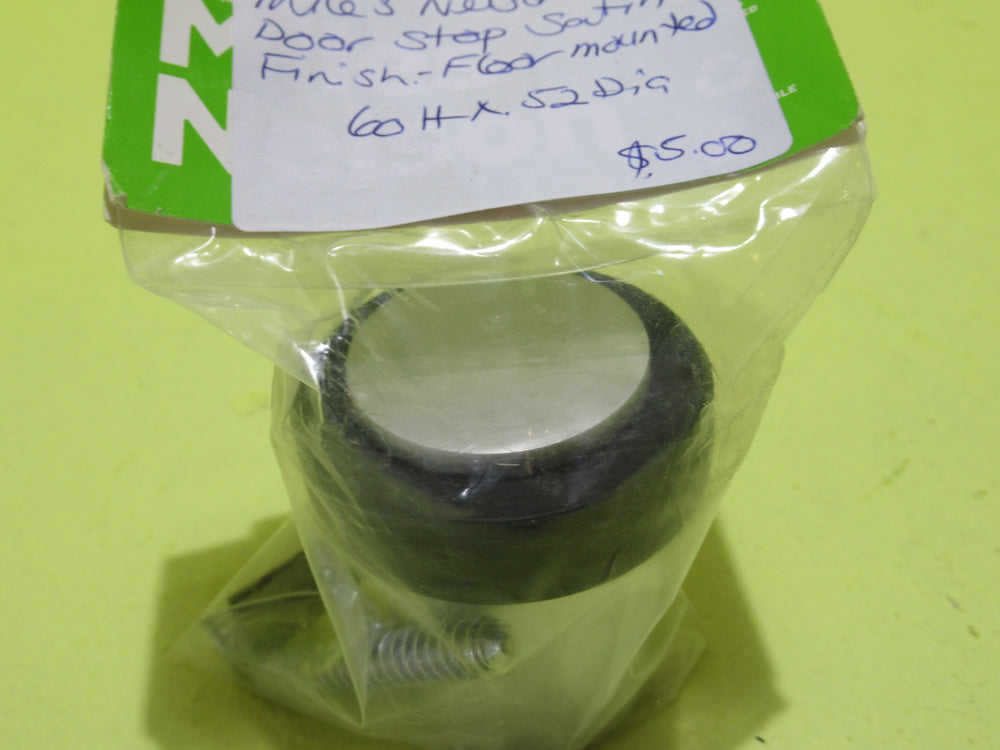 Door Stop Satin
Finish.- Floor mounted
60 H x. 52 Dia
$5.00
M
N